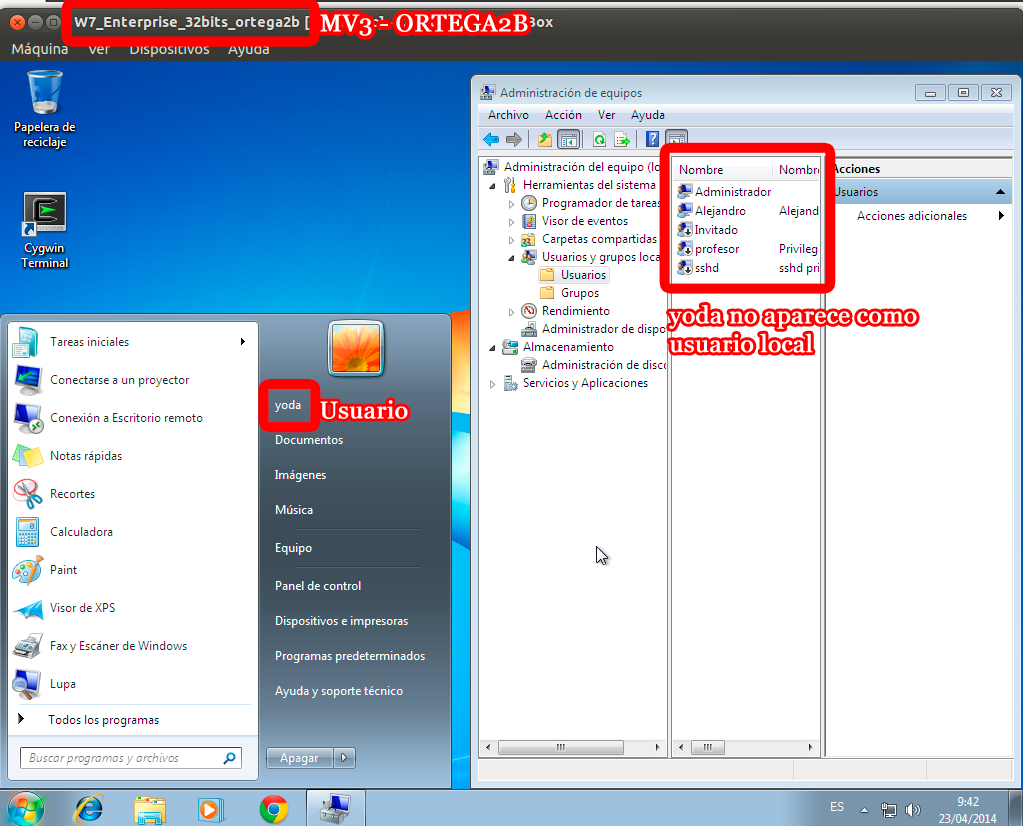 W7_Enterprise_32bits_ortega2b [
MV3 - ORTEGA2B
Box
Máquina Ver Dispositivos Ayuda
Papelera de
reciclaje
Cygwin
Terminal
Administración de equipos
Archivo Acción Ver Ayuda
Administración del equipo (lo
Herramientas del sistema
Programador de tareas
Visor de eventos
Carpetas compartidas
Usuarios y grupos loca
Usuarios
Grupos
Rendimiento
Administrador de dispo
Almacenamiento
Administración de disco
Servicios y Aplicaciones
Nombre Nombre
Administrador
Alejandro Alejand
Invitado
profesor Privileg
sshd sshd pri
Acciones
Usuarios
Acciones adicionales
yoda no aparece como
usuario local
Tareas iniciales
Conectarse a un proyector
Conexión a Escritorio remoto
Notas rápidas
Recortes
Calculadora
Paint
Visor de XPS
Fax y Escáner de Windows
Lupa
Todos los programas
Buscar programas y archivos
yoda
Usuario
Documentos
Imágenes
Música
Equipo
Panel de control
Dispositivos e impresoras
Programas predeterminados
Ayuda y soporte técnico
Apagar
ES
9:42
23/04/2014